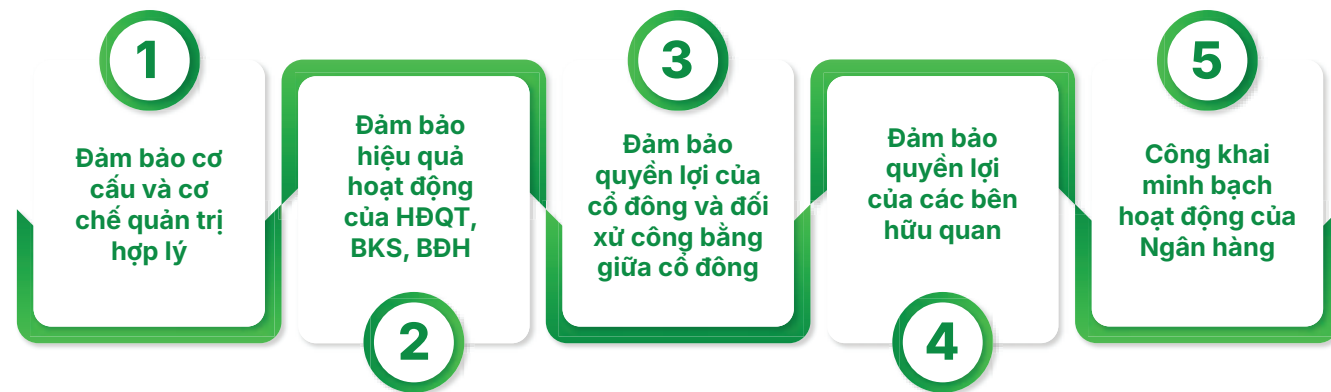 1
Đảm bảo cơ
cấu và cơ
chế quản trị
hợp lý
Đảm bảo
hiệu quả
hoạt động
của HĐQT,
BKS, BĐH
2
3
Đảm bảo
quyền lợi của
cổ đông và đối
xử công bằng
giữa cổ đông
Đảm bảo
quyền lợi
của các bên
hữu quan
4
5
Công khai
minh bạch
hoạt động của
Ngân hàng